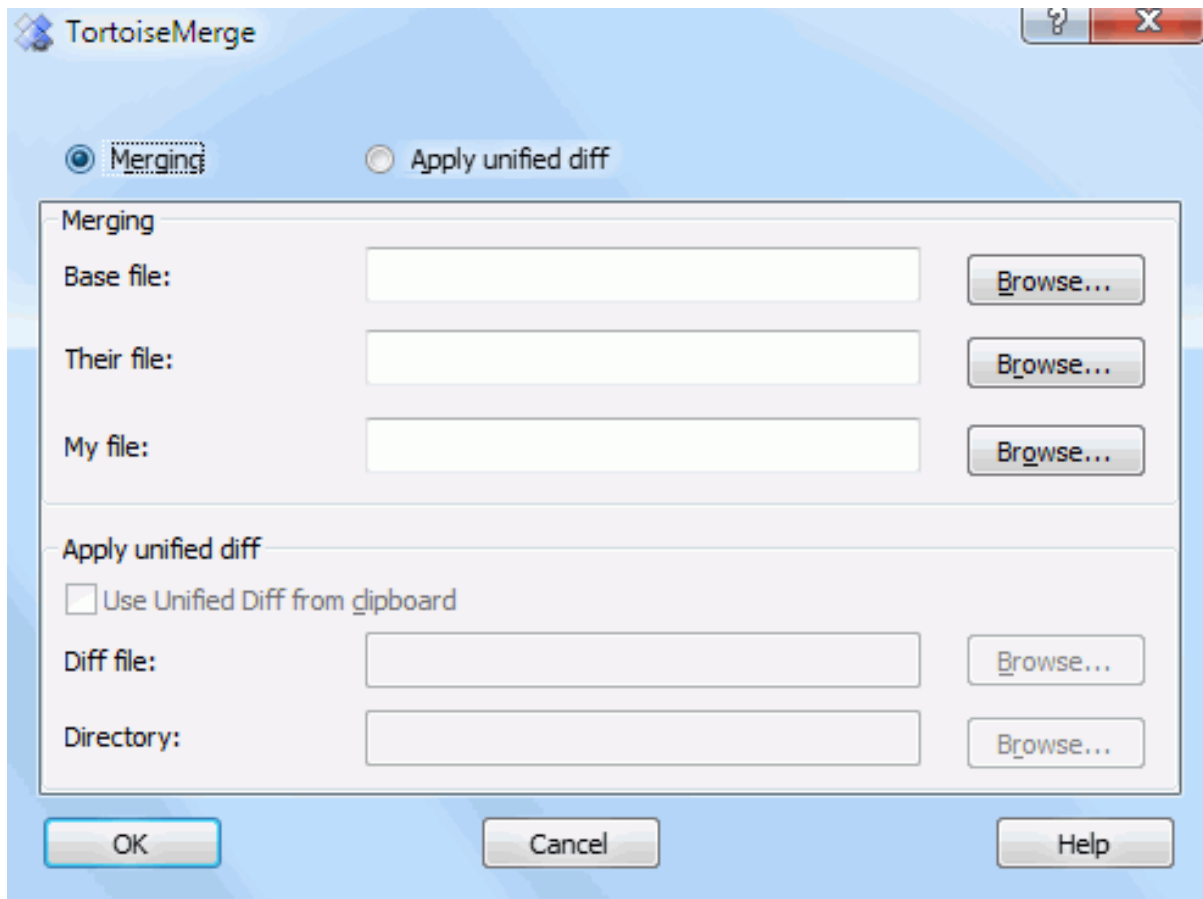 TortoiseMerge
Merging Apply unified diff
Merging
Base file: Browse...
Their file: Browse...
My file: Browse...
Apply unified diff
Use Unified Diff from clipboard
Diff file: Browse...
Directory: Browse...
OK Cancel Help